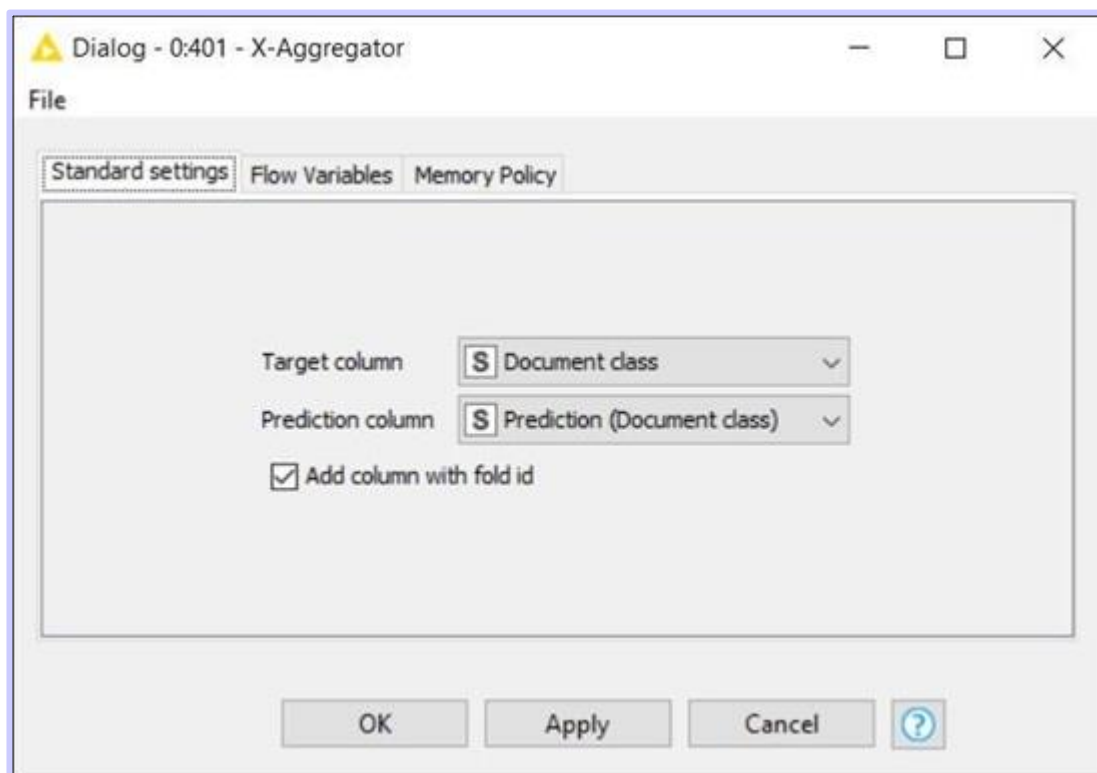 Dialog - 0:401 - X-Aggregator
File
Standard settings Flow Variables Memory Policy
Target column S Document class
Prediction column S Prediction (Document class)
Add column with fold id
OK Apply Cancel ?